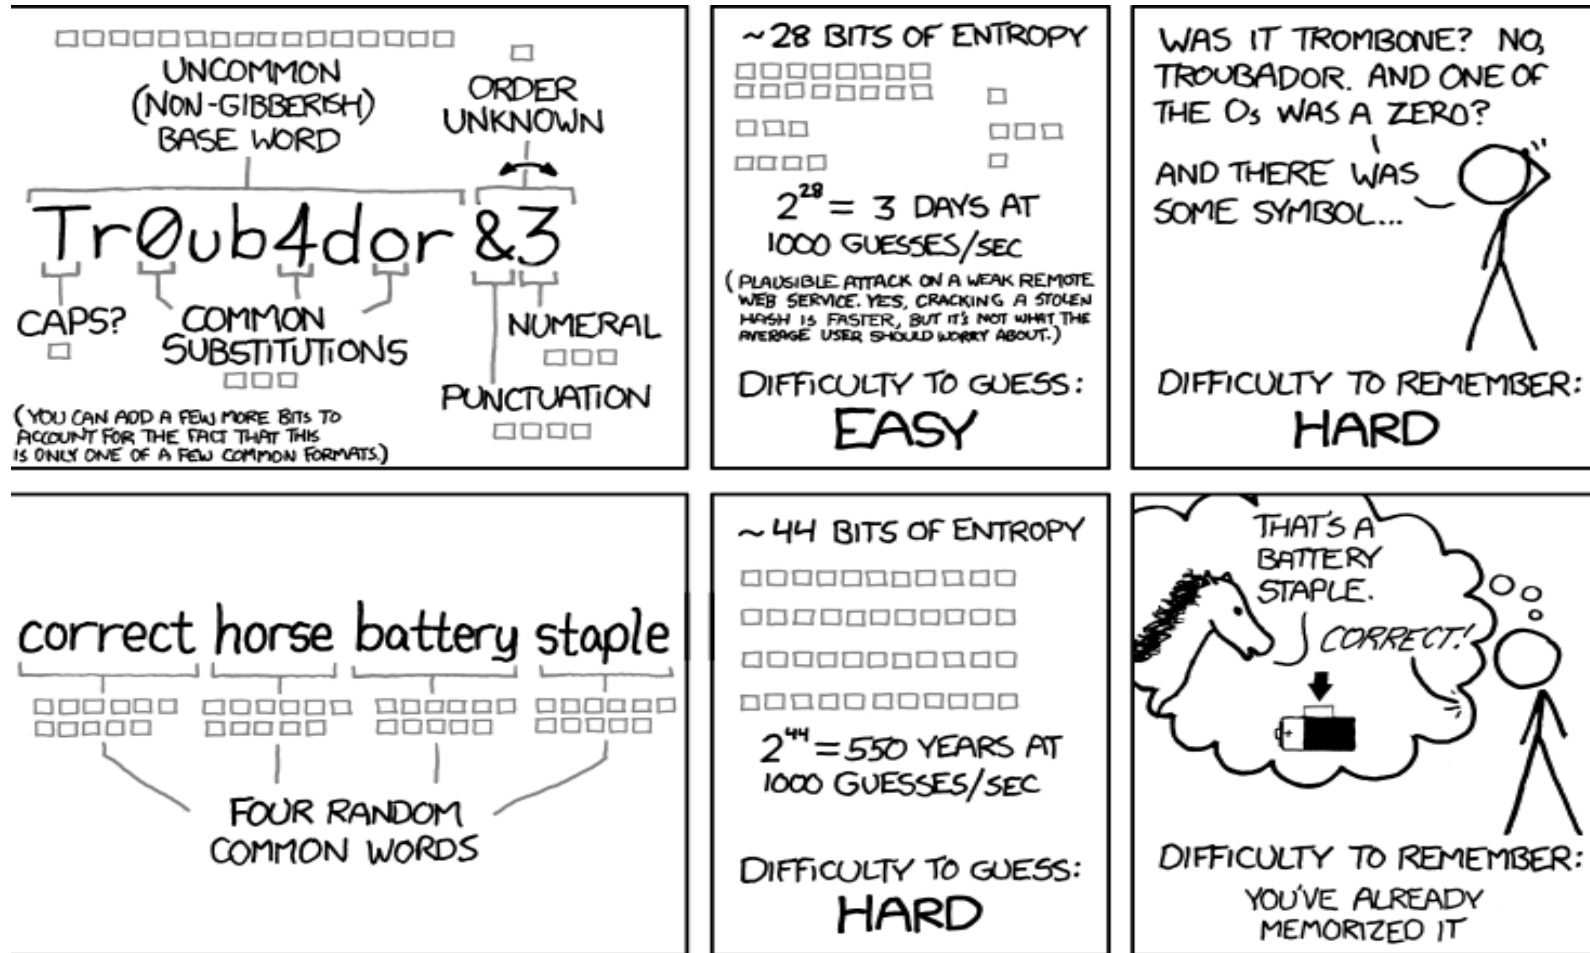 UNCOMMON
(NON-GIBBERISH)
BASE WORD
ORDER
UNKNOWN
Tr0ub4dor &3
CAPS?
COMMON
SUBSTITUTIONS
NUMERAL
PUNCTUATION
(YOU CAN ADD A FEW MORE BITS TO
ACCOUNT FOR THE FACT THAT THIS
IS ONLY ONE OF A FEW COMMON FORMATS.)
~28 BITS OF ENTROPY
2^28 = 3 DAYS AT
1000 GUESSES/SEC
(PLAUSIBLE ATTACK ON A WEAK REMOTE
WEB SERVICE. YES, CRACKING A STOLEN
HASH IS FASTER, BUT IT'S NOT WHAT THE
AVERAGE USER SHOULD WORRY ABOUT.)
DIFFICULTY TO GUESS:
EASY
WAS IT TROMBONE? NO,
TROUBADOR. AND ONE OF
THE Os WAS A ZERO?
AND THERE WAS
SOME SYMBOL...
DIFFICULTY TO REMEMBER:
HARD
correct horse battery staple
FOUR RANDOM
COMMON WORDS
~44 BITS OF ENTROPY
2^44 = 550 YEARS AT
1000 GUESSES/SEC
DIFFICULTY TO GUESS:
HARD
THAT'S A
BATTERY
STAPLE.
CORRECT!
+
DIFFICULTY TO REMEMBER:
YOU'VE ALREADY
MEMORIZED IT